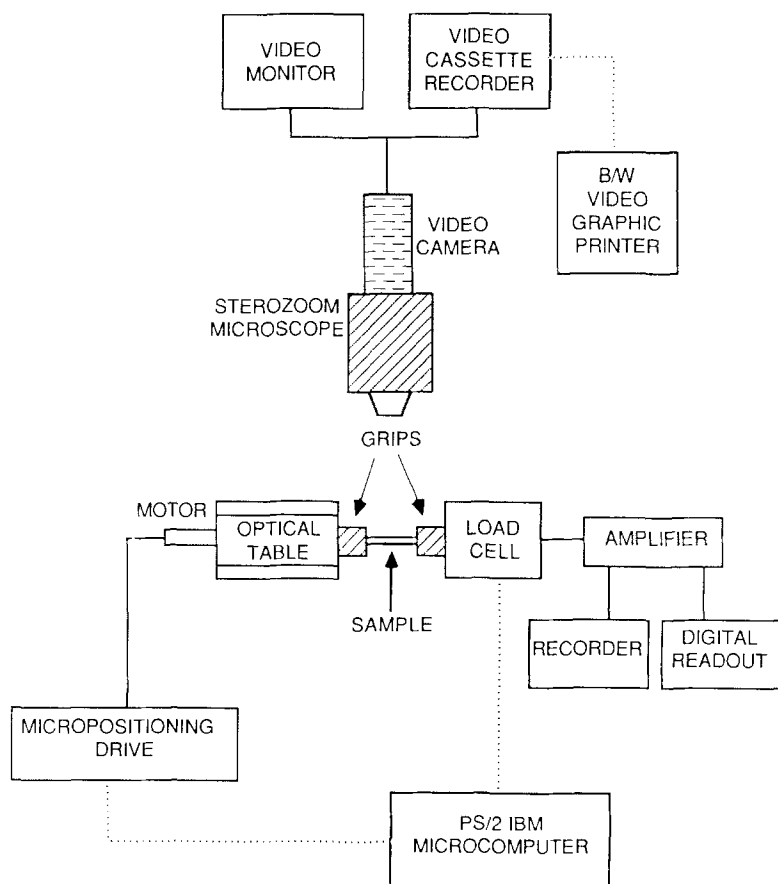 VIDEO
MONITOR
VIDEO
CASSETTE
RECORDER
B/W
VIDEO
GRAPHIC
PRINTER
VIDEO
CAMERA
STEROZOOM
MICROSCOPE
GRIPS
MOTOR
OPTICAL
TABLE
LOAD
CELL
AMPLIFIER
SAMPLE
RECORDER
DIGITAL
READOUT
MICROPOSITIONING
DRIVE
PS/2 IBM
MICROCOMPUTER